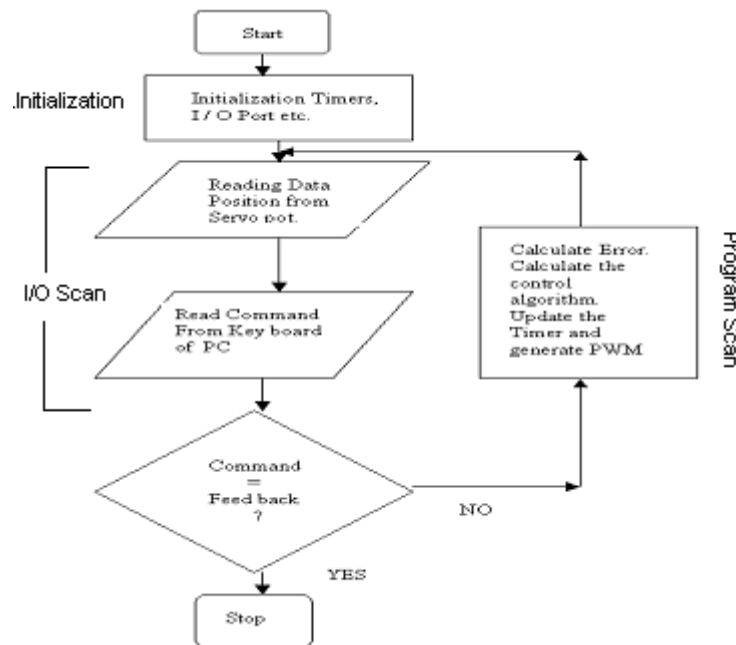 Start
.Initialization
Initialization Timers,
I / O Port etc.
Reading Data
Position from
Servo pot.
I/O Scan
Read Command
From Key board
of PC
Calculate Error.
Calculate the
control
algorithm.
Update the
Timer and
generate PWM
Program Scan
Command
=
Feed back
?
NO
YES
Stop